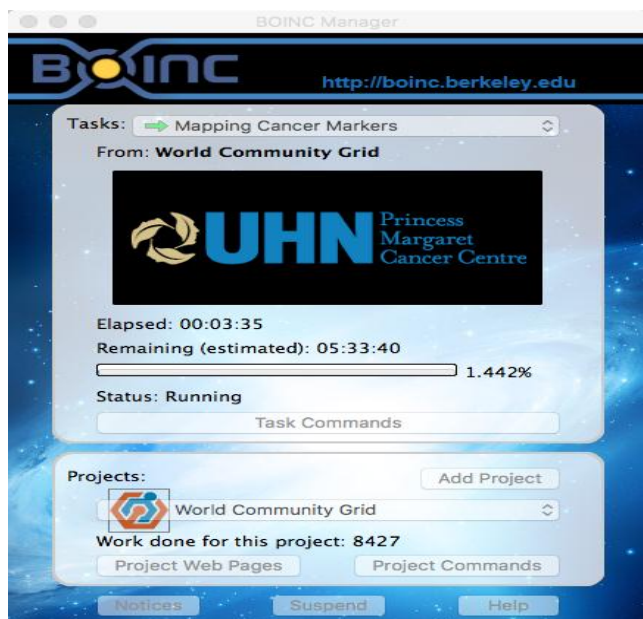 BOINC Manager
BOINC
http://boinc.berkeley.edu
Tasks: Mapping Cancer Markers
From: World Community Grid
UHN Princess
Margaret
Cancer Centre
Elapsed: 00:03:35
Remaining (estimated): 05:33:40
1.442%
Status: Running
Task Commands
Projects: Add Project
World Community Grid
Work done for this project: 8427
Project Web Pages Project Commands
Notices Suspend Help